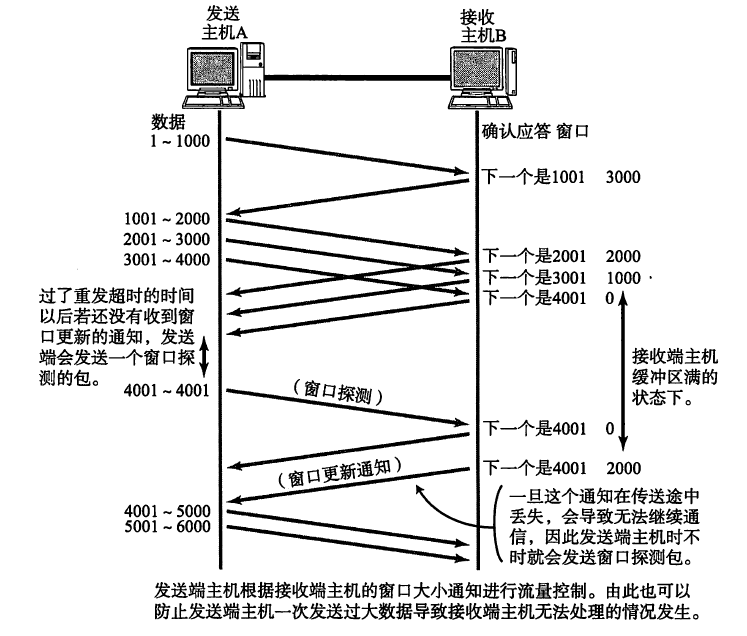 发送
主机A
接收
主机B
数据
确认应答 窗口
1~1000
下一个是1001 3000
1001~2000
2001~3000
3001~4000
下一个是2001 2000
下一个是3001 1000
下一个是4001 0
过了重发超时的时间
以后若还没有收到窗
口更新的通知，发送
端会发送一个窗口探
测的包。
接收端主机
缓冲区满的
状态下。
4001~4001
（窗口探测）
下一个是4001 0
（窗口更新通知）
下一个是4001 2000
4001~5000
5001~6000
一旦这个通知在传送途中
丢失，会导致无法继续通
信，因此发送端主机时不
时就会发送窗口探测包。
发送端主机根据接收端主机的窗口大小通知进行流量控制。由此也可以
防止发送端主机一次发送过大数据导致接收端主机无法处理的情况发生。